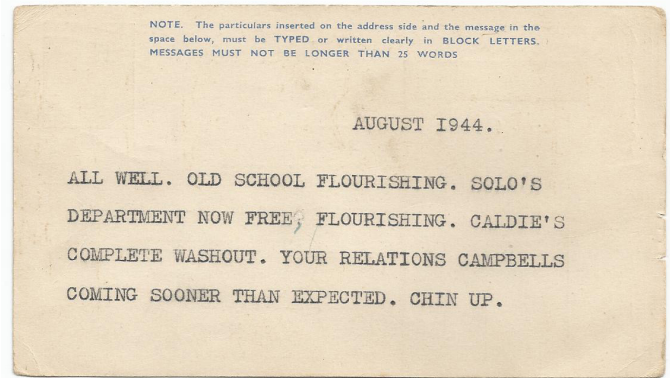 NOTE. The particulars inserted on the address side and the message in the
space below, must be TYPED or written clearly in BLOCK LETTERS.
MESSAGES MUST NOT BE LONGER THAN 25 WORDS
AUGUST 1944.
ALL WELL. OLD SCHOOL FLOURISHING. SOLO'S
DEPARTMENT NOW FREE, FLOURISHING. CALDIE'S
COMPLETE WASHOUT. YOUR RELATIONS CAMPBELLS
COMING SOONER THAN EXPECTED. CHIN UP.